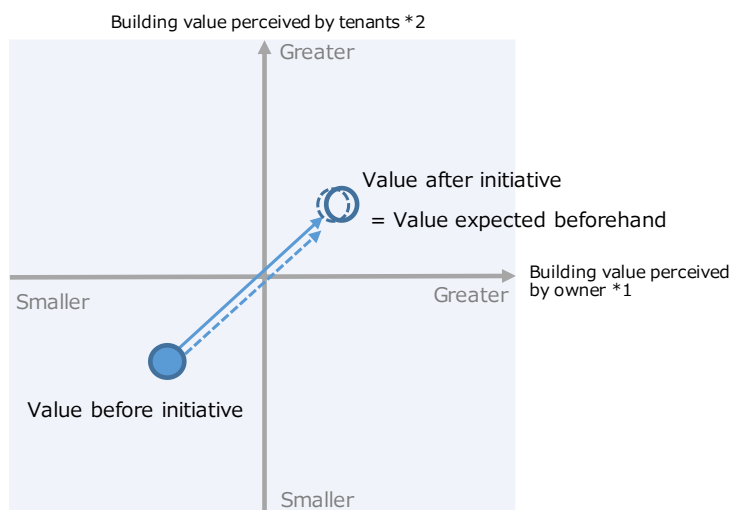 Building value perceived by tenants *2
Greater
Value after initiative
= Value expected beforehand
Building value perceived
by owner *1
Smaller
Greater
Value before initiative
Smaller